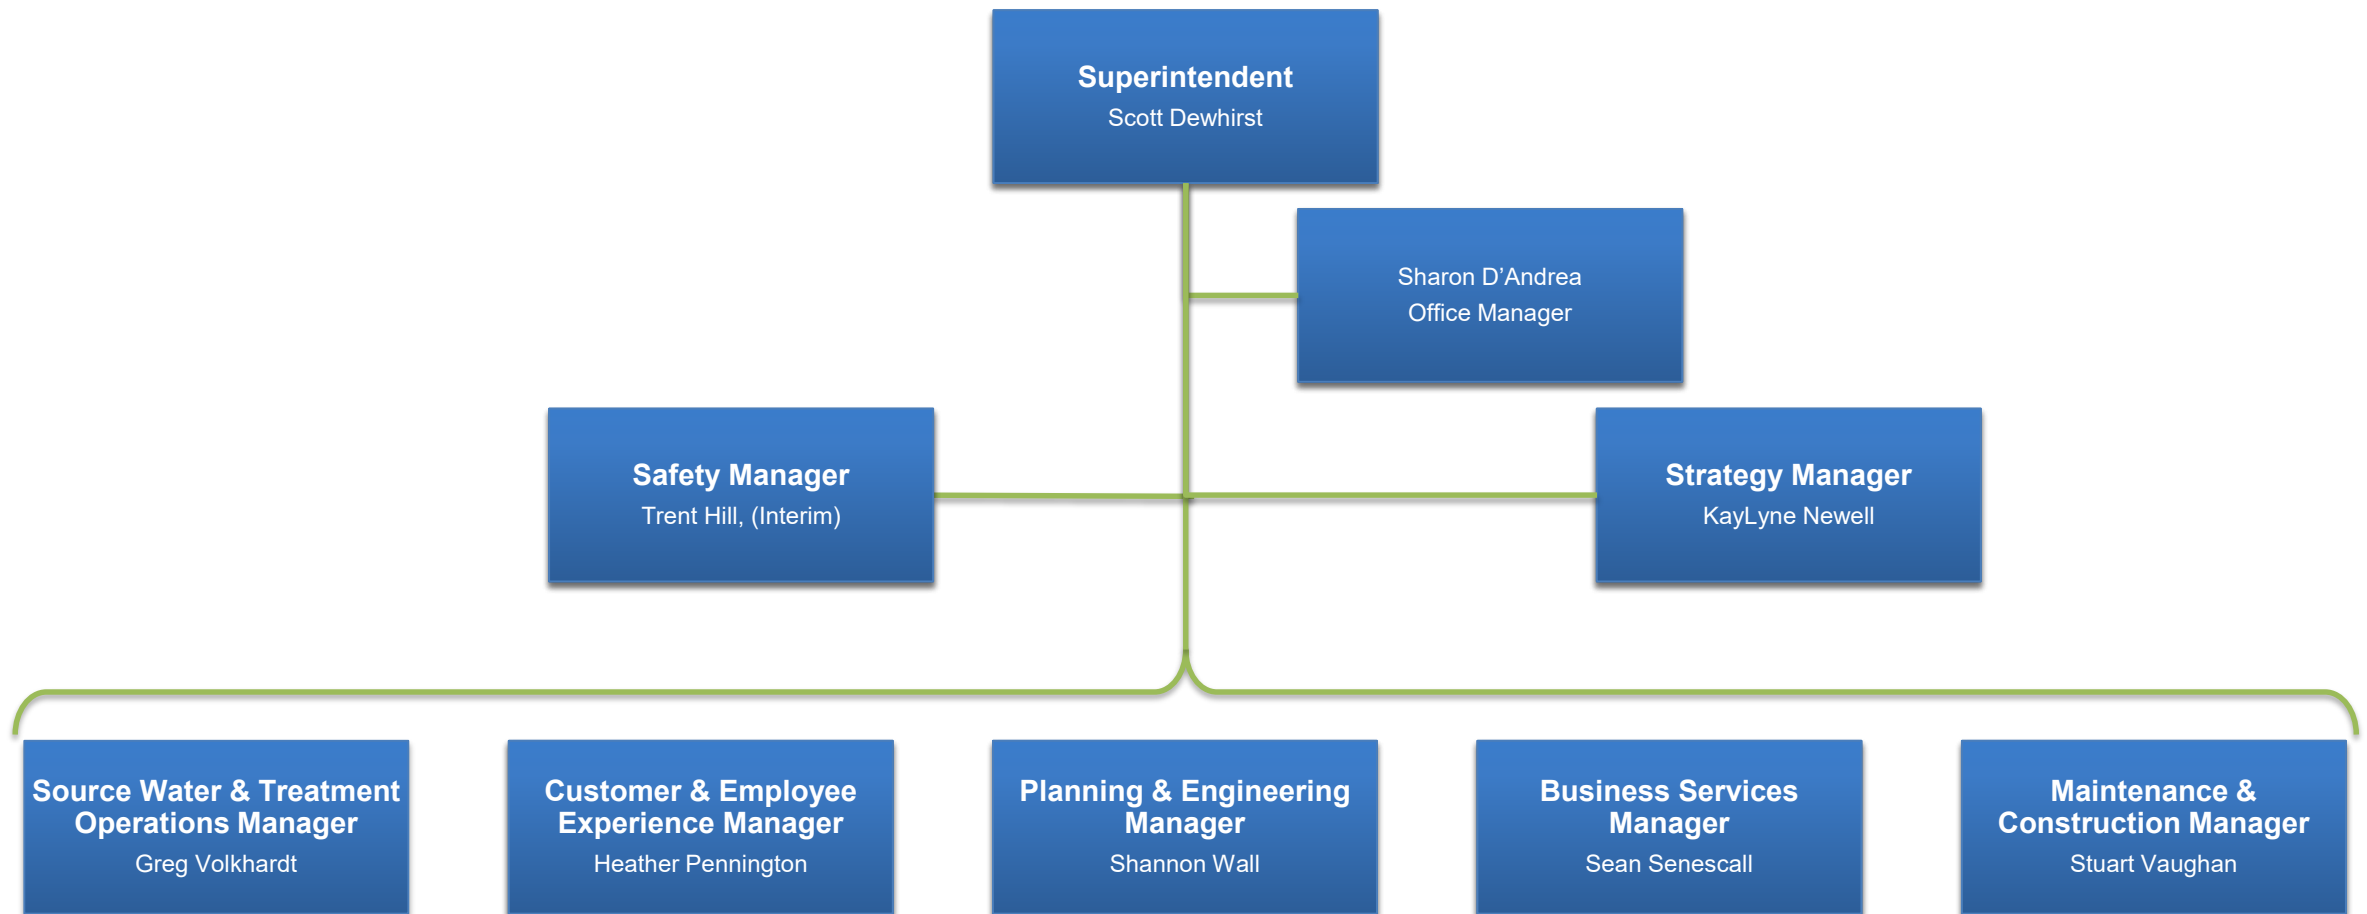 Superintendent
Scott Dewhirst
Sharon D’Andrea
Office Manager
Safety Manager
Trent Hill, (Interim)
Strategy Manager
KayLyne Newell
Source Water & Treatment
Operations Manager
Greg Volkhardt
Customer & Employee
Experience Manager
Heather Pennington
Planning & Engineering
Manager
Shannon Wall
Business Services
Manager
Sean Senescall
Maintenance &
Construction Manager
Stuart Vaughan